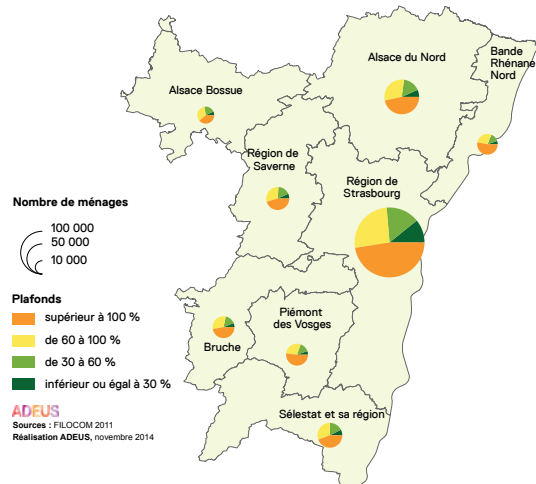 Alsace du Nord
Bande
Rhénane
Nord
Alsace Bossue
Région de
Saverne
Région de
Strasbourg
Nombre de ménages
100 000
50 000
10 000
Plafonds
supérieur à 100 %
de 60 à 100 %
de 30 à 60 %
inférieur ou égal à 30 %
Piémont
des Vosges
Bruche
Sélestat et sa région
ADEUS
Sources : FILOCOM 2011
Réalisation ADEUS, novembre 2014